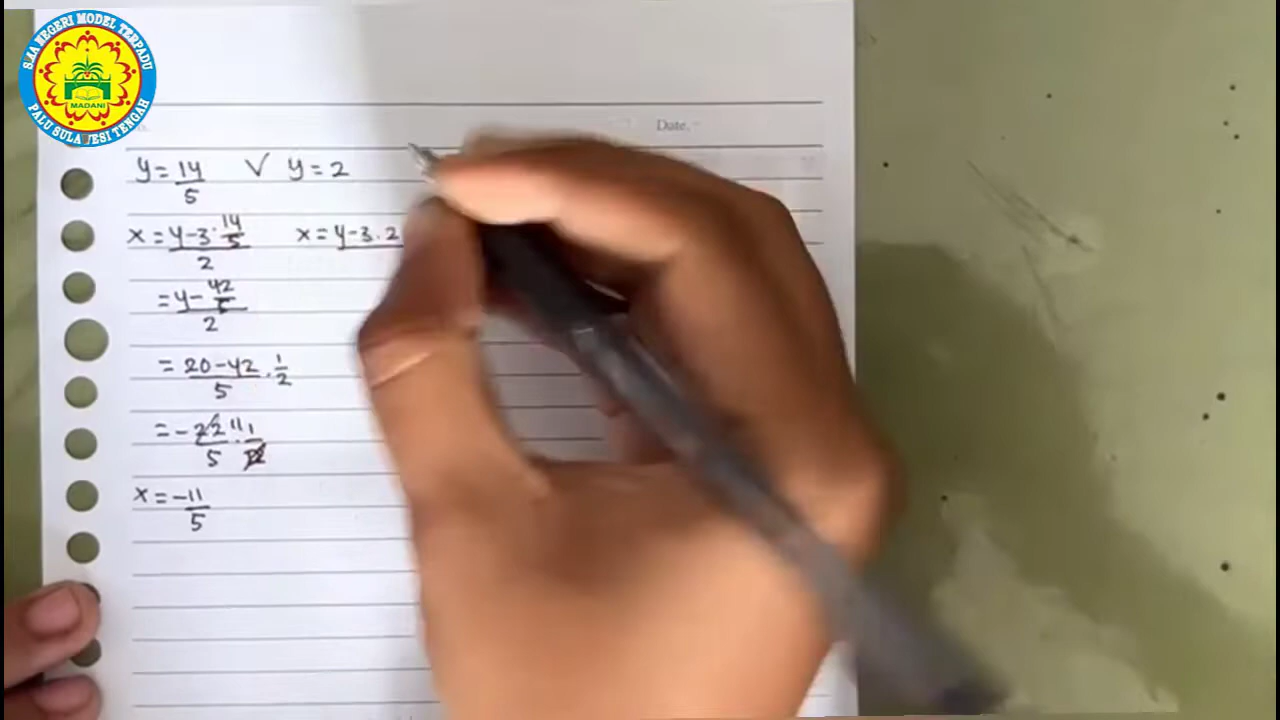 SMA NEGERI MODEL TERPADU
MADANI
PALU SULAWESI TENGAH
Date.
y = 14/5 V y = 2
x = 4-3·14/5 / 2 x = 4-3.2
= 4 - 42/5 / 2
= 20-42/5 · 1/2
= -22 11/5 · 1/2
x = -11/5